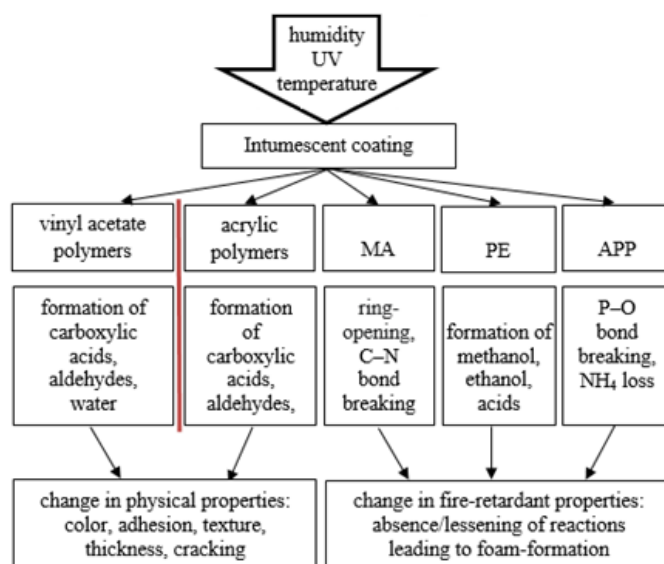 humidity
UV
temperature
Intumescent coating
vinyl acetate
polymers
acrylic
polymers
MA
PE
APP
formation of
carboxylic
acids,
aldehydes,
water
formation
of
carboxylic
acids,
aldehydes,
ring-
opening,
C–N
bond
breaking
formation of
methanol,
ethanol,
acids
P–O
bond
breaking,
NH4 loss
change in physical properties:
color, adhesion, texture,
thickness, cracking
change in fire-retardant properties:
absence/lessening of reactions
leading to foam-formation